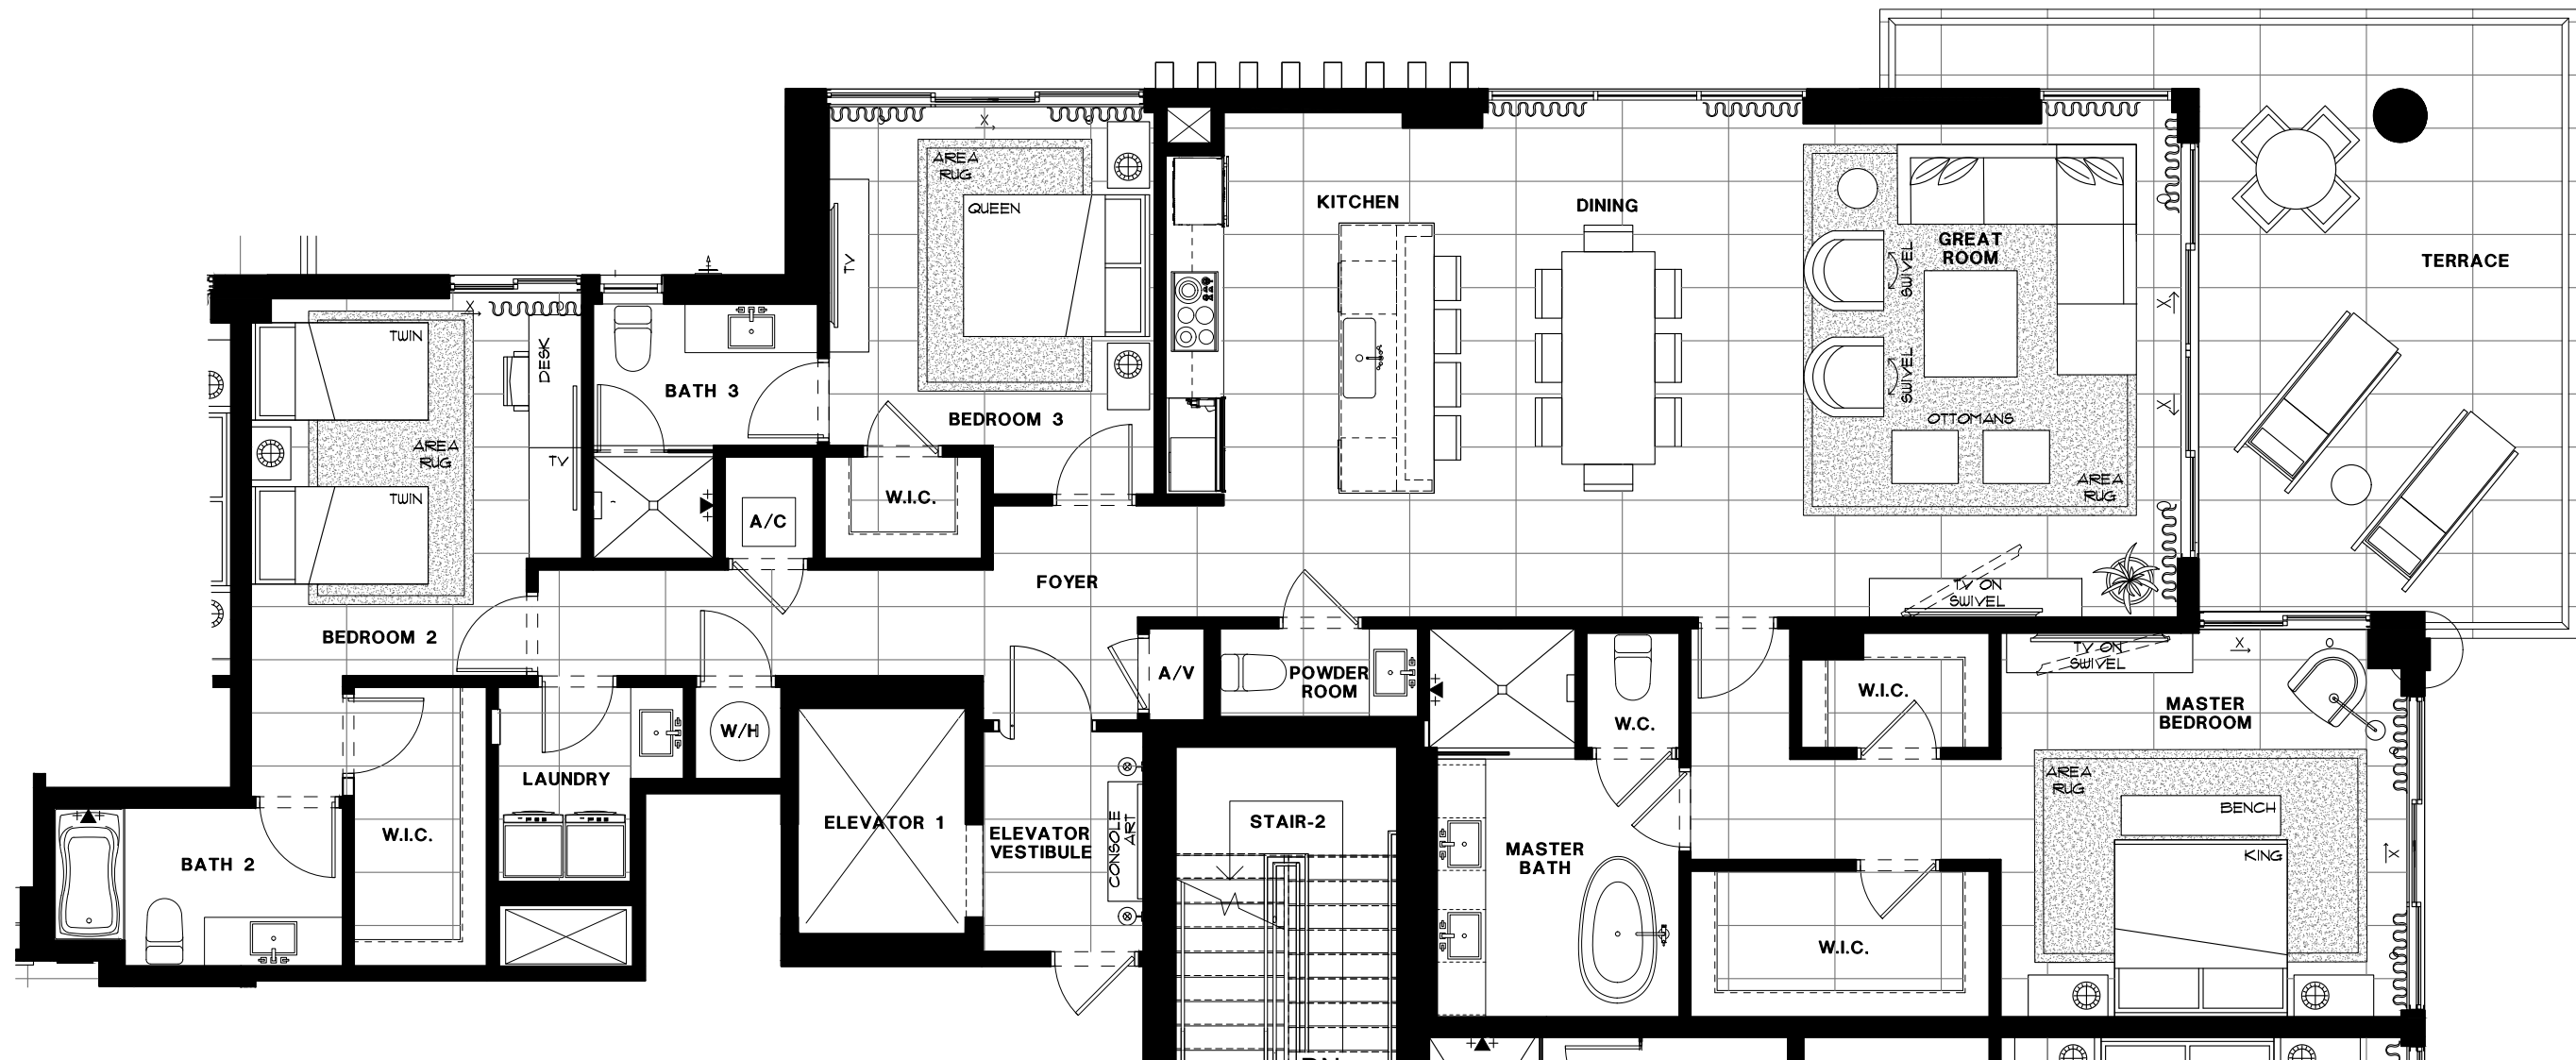 AREA
RUG
QUEEN
TV
KITCHEN
DINING
GREAT
ROOM
SWIVEL
SWIVEL
OTTOMANS
AREA
RUG
TERRACE
X
X
X
TWIN
DESK
AREA
RUG
TV
TWIN
X
BATH 3
BEDROOM 3
W.I.C.
A/C
FOYER
TV ON
SWIVEL
BEDROOM 2
A/V
POWDER
ROOM
W.C.
W.I.C.
TV ON
SWIVEL
X
MASTER
BEDROOM
W/H
LAUNDRY
W.I.C.
BATH 2
ELEVATOR 1
ELEVATOR
VESTIBULE
CONSOLE
ART
STAIR-2
MASTER
BATH
W.I.C.
AREA
RUG
BENCH
KING
X